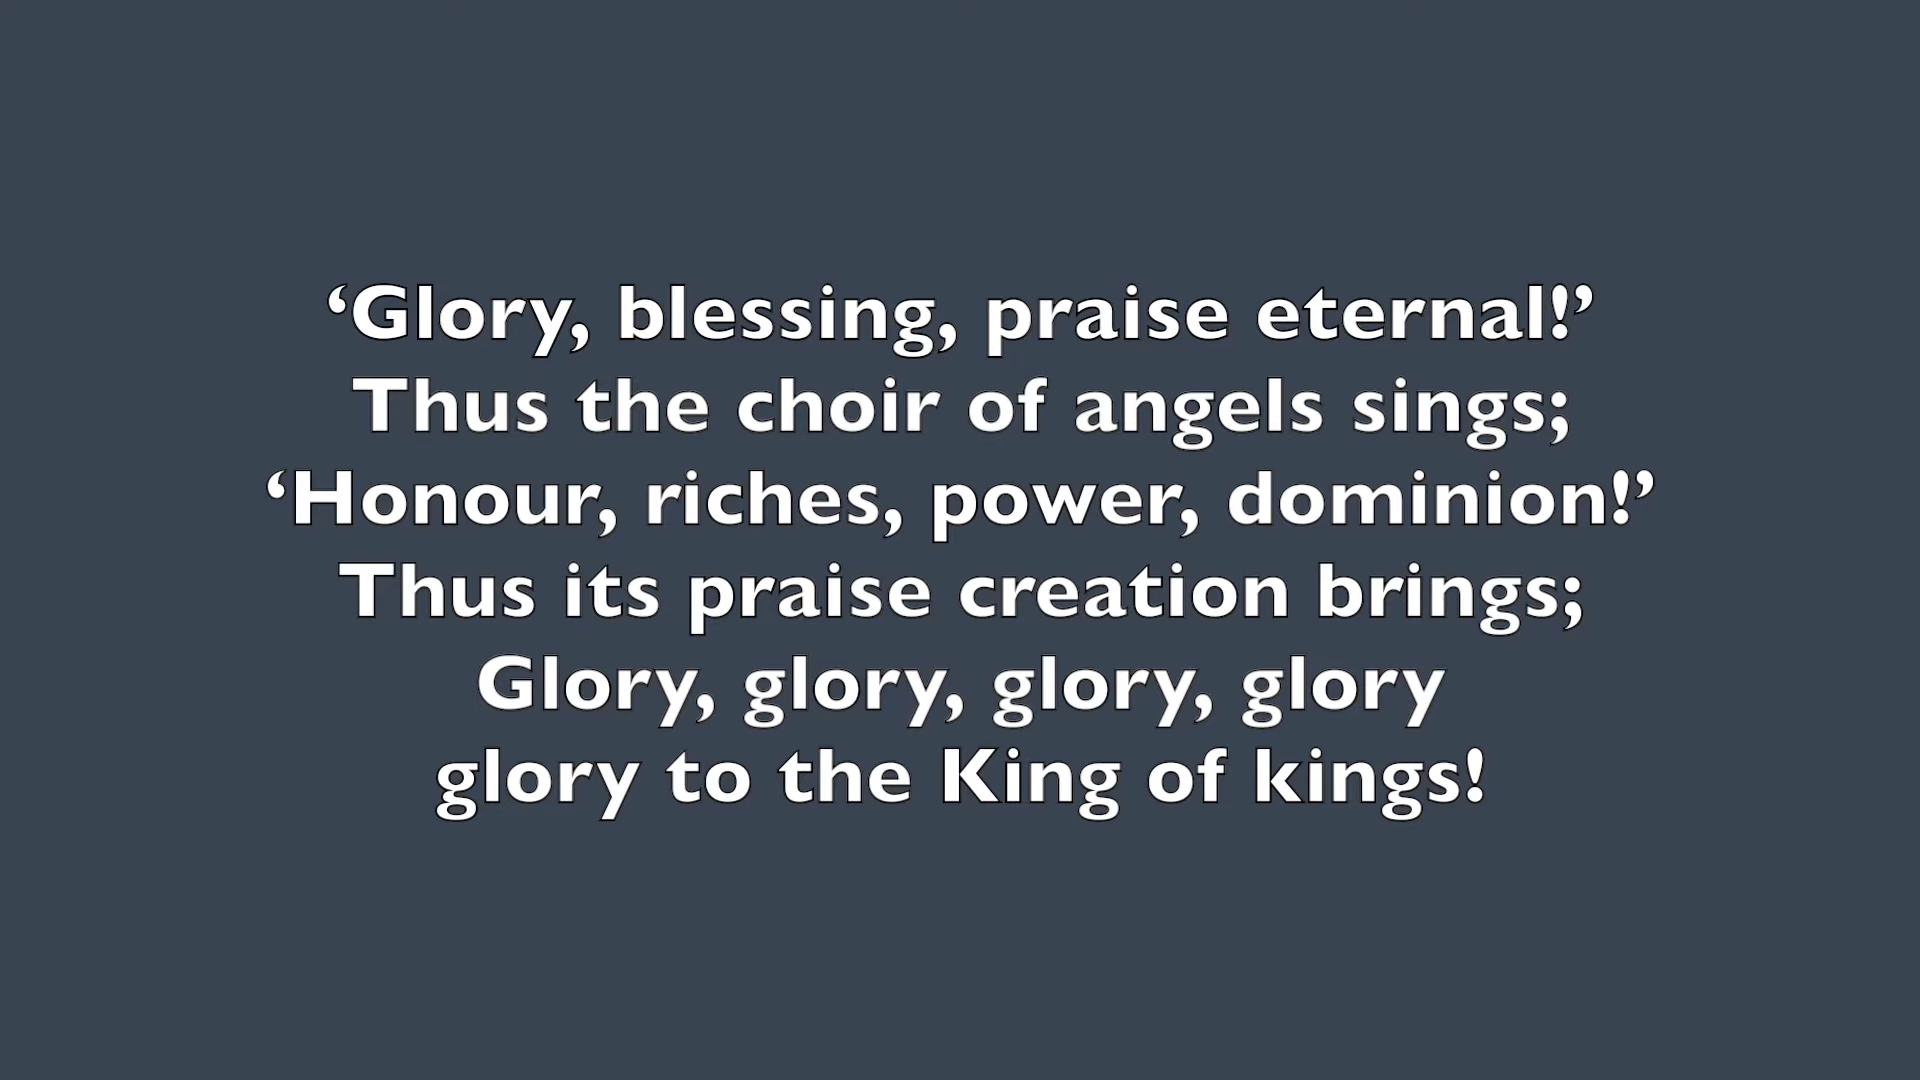 ‘Glory, blessing, praise eternal!’
Thus the choir of angels sings;
‘Honour, riches, power, dominion!’
Thus its praise creation brings;
Glory, glory, glory, glory
glory to the King of kings!